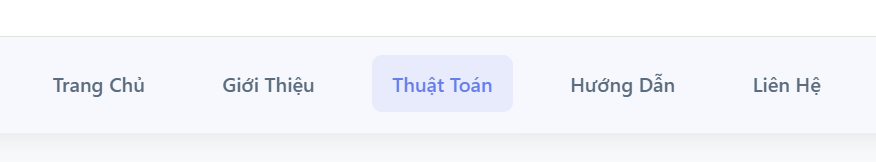 Trang Chủ Giới Thiệu Thuật Toán Hướng Dẫn Liên Hệ